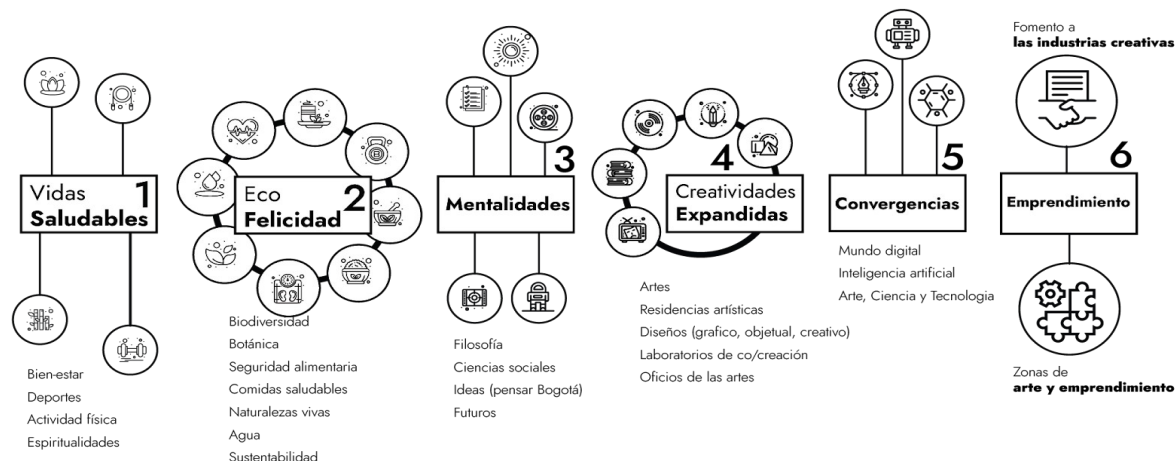 Vidas 1
Saludables
Bien-estar
Deportes
Actividad física
Espiritualidades
Eco 2
Felicidad
Biodiversidad
Botánica
Seguridad alimentaria
Comidas saludables
Naturalezas vivas
Agua
Sustentabilidad
3
Mentalidades
Filosofía
Ciencias sociales
Ideas (pensar Bogotá)
Futuros
4
Creatividades
Expandidas
Artes
Residencias artísticas
Diseños (grafico, objetual, creativo)
Laboratorios de co/creación
Oficios de las artes
5
Convergencias
Mundo digital
Inteligencia artificial
Arte, Ciencia y Tecnologia
Fomento a
las industrias creativas
6
Emprendimiento
Zonas de
arte y emprendimiento